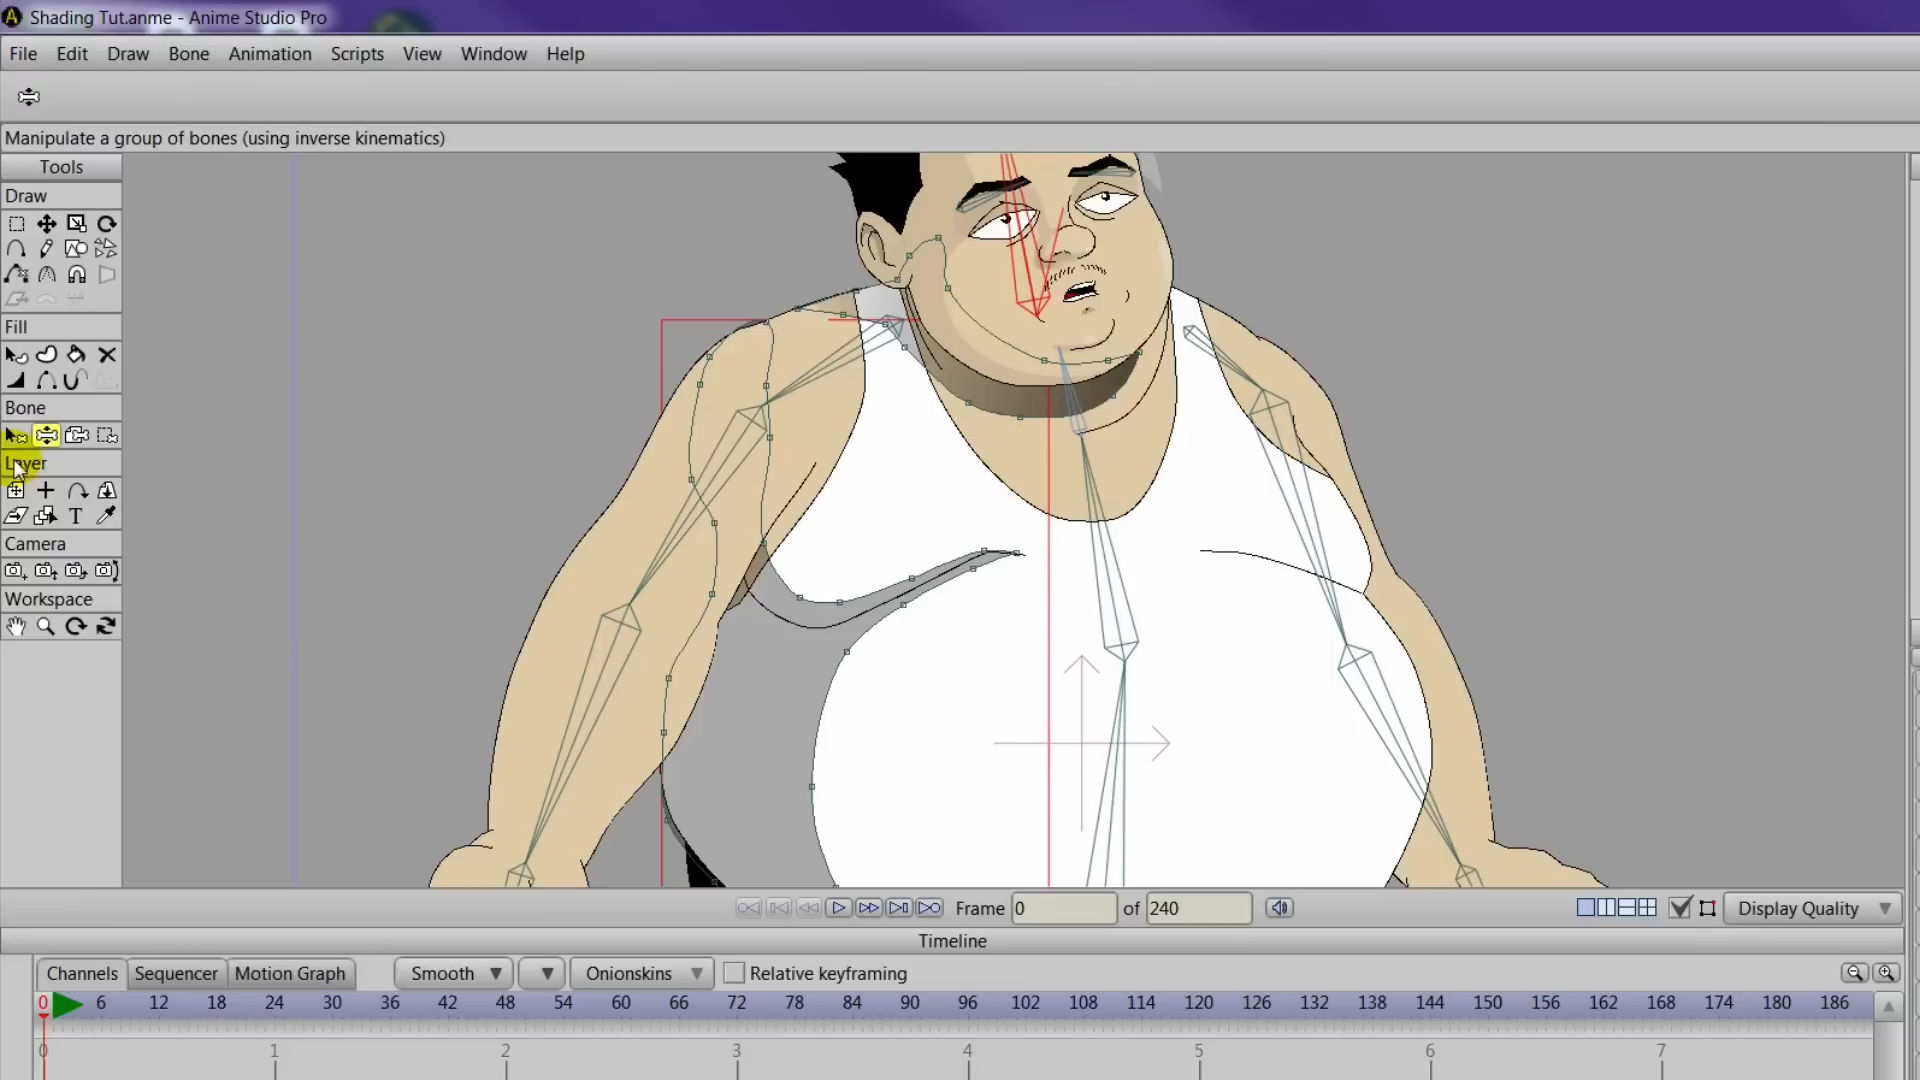 Shading Tut.anme - Anime Studio Pro
File Edit Draw Bone Animation Scripts View Window Help
Manipulate a group of bones (using inverse kinematics)
Tools
Draw
Fill
Bone
Layer
T
Camera
Workspace
Frame 0 of 240 Display Quality
Timeline
Channels Sequencer Motion Graph Smooth Onionskins Relative keyframing
0 6 12 18 24 30 36 42 48 54 60 66 72 78 84 90 96 102 108 114 120 126 132 138 144 150 156 162 168 174 180 186
0 1 2 3 4 5 6 7